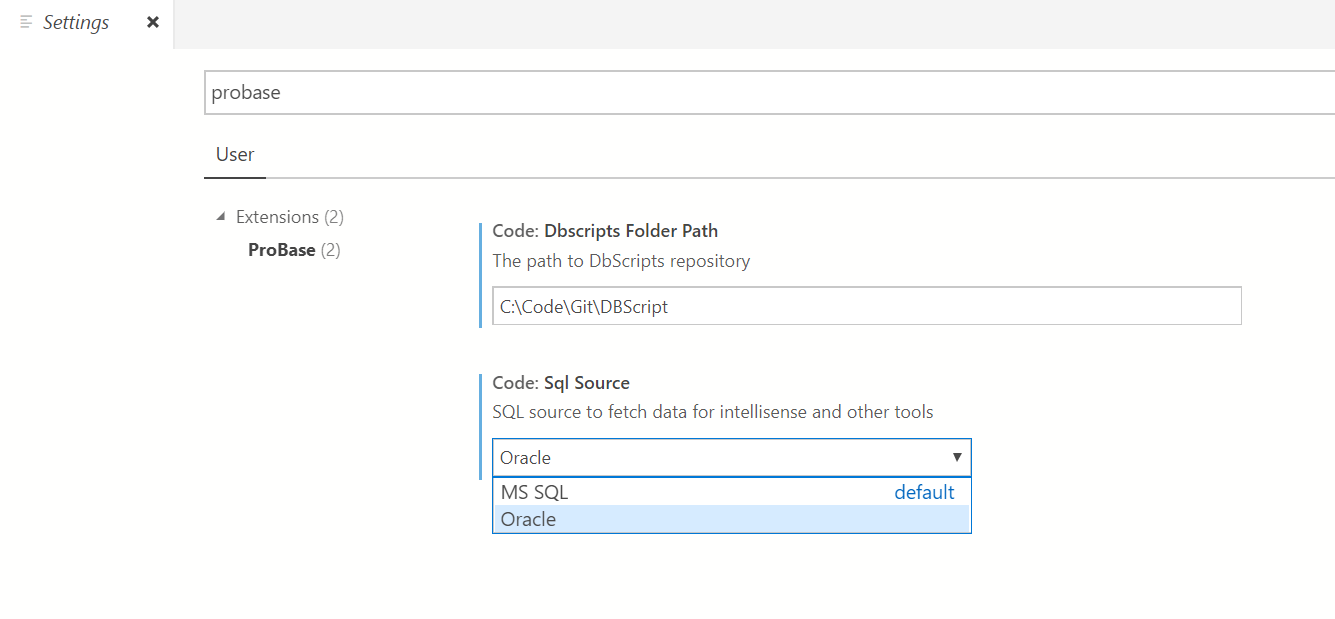 Settings
probase
User
Extensions (2)
ProBase (2)
Code: Dbscripts Folder Path
The path to DbScripts repository
C:\Code\Git\DBScript
Code: Sql Source
SQL source to fetch data for intellisense and other tools
Oracle
MS SQL default
Oracle